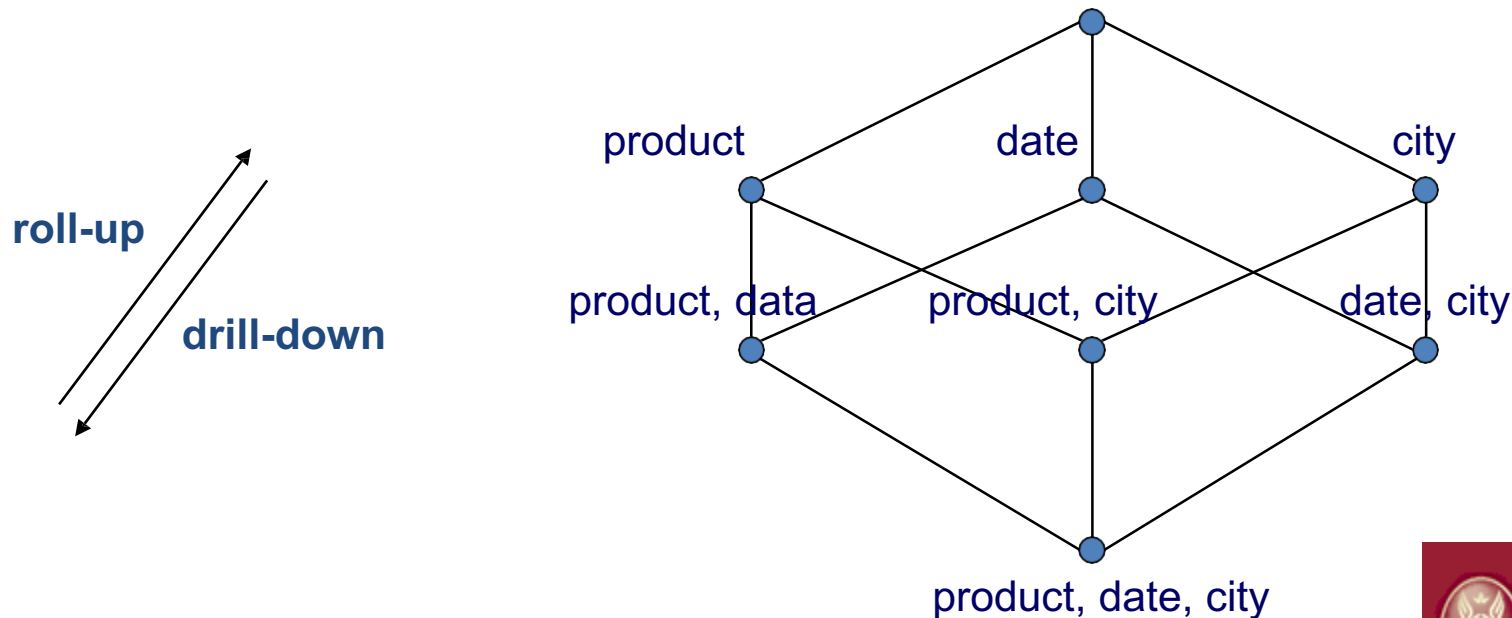 product
date
city
roll-up
product, data
product, city
date, city
drill-down
product, date, city